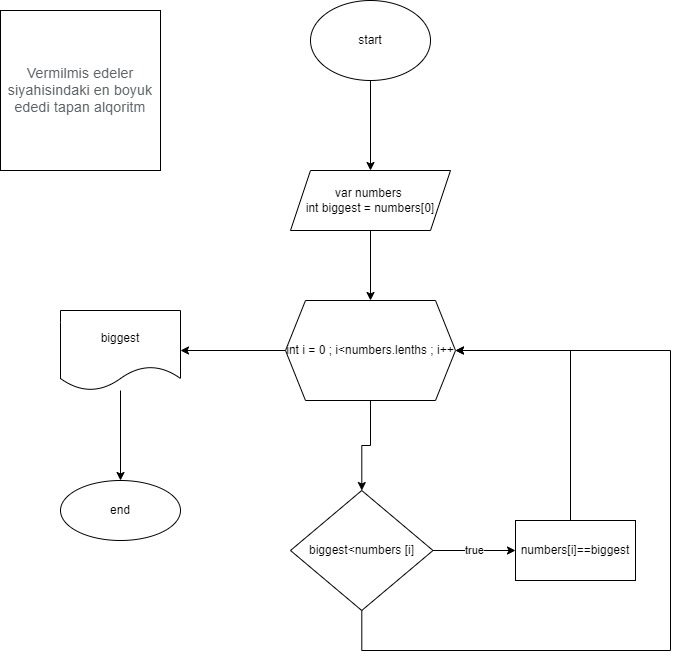 start
Vermilmis edeler
siyahisindaki en boyuk
ededi tapan alqoritm
var numbers
int biggest = numbers[0]
int i = 0 ; i<numbers.lenths ; i++
biggest
end
biggest<numbers [i]
true
numbers[i]==biggest